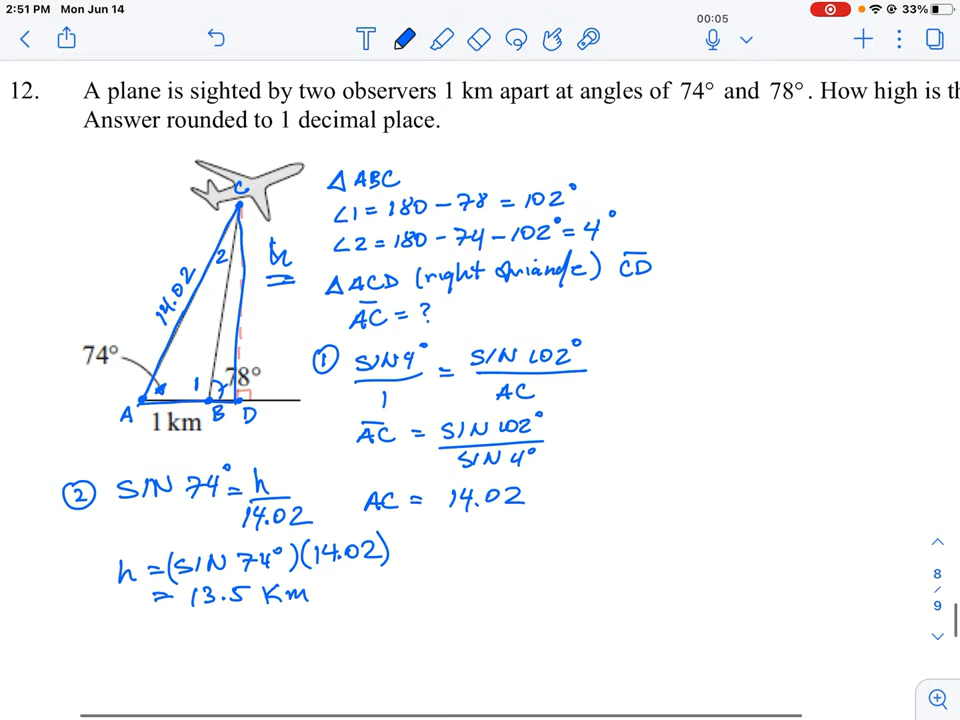 2:51 PM Mon Jun 14
33%
00:05
T
12. A plane is sighted by two observers 1 km apart at angles of 74° and 78°. How high is th
Answer rounded to 1 decimal place.
C
2
h
14.02
74°
1
78°
A
B
D
1 km
△ ABC
∠1 = 180 - 78 = 102°
∠2 = 180 - 74 - 102° = 4°
△ ACD (right triangle) CD
AC = ?
① SIN 4° / 1 = SIN 102° / AC
AC = SIN 102° / SIN 4°
AC = 14.02
② SIN 74° = h / 14.02
h = (SIN 74°)(14.02)
= 13.5 Km
8
/
9